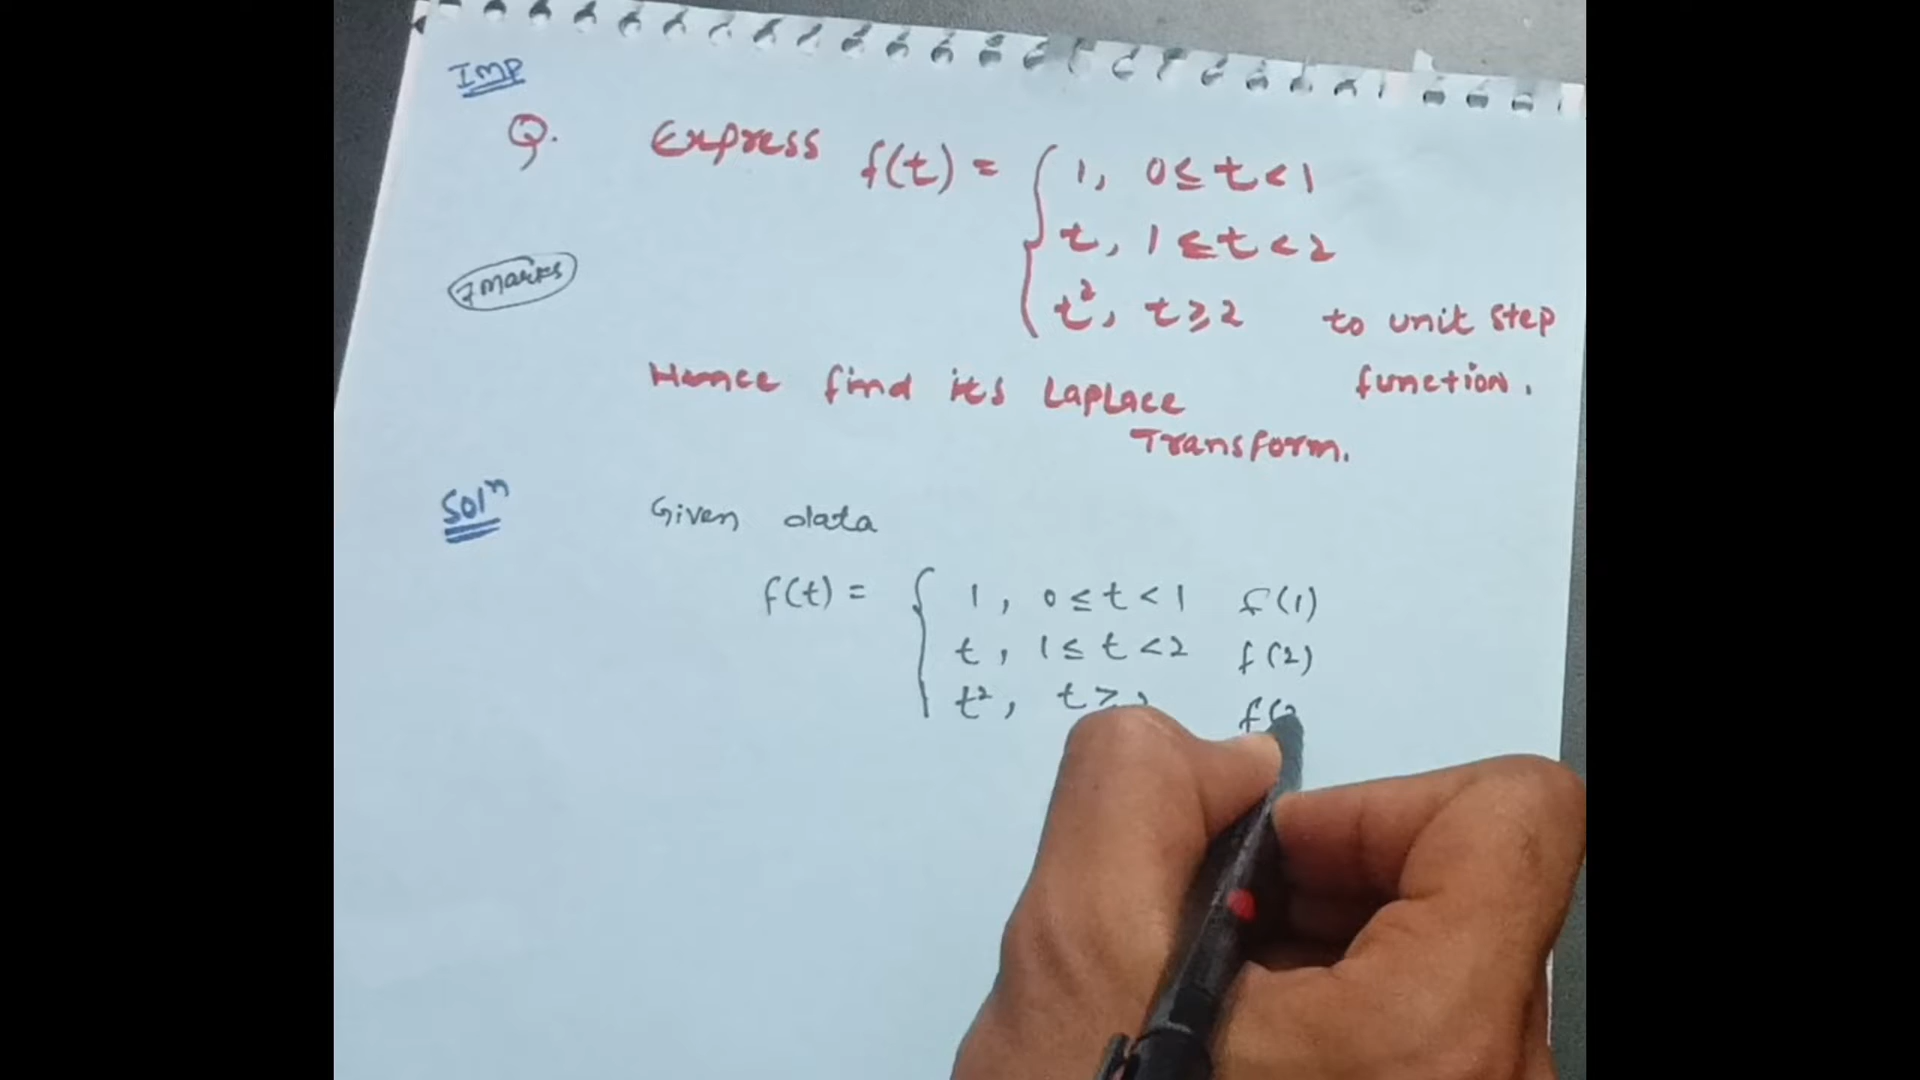 IMP
Q. Express f(t) = { 1, 0 ≤ t < 1
t, 1 ≤ t < 2
7 marks
t², t ≥ 2 to unit step
function.
Hence find its Laplace
Transform.
Solⁿ Given data
f(t) = { 1, 0 ≤ t < 1 f(1)
t, 1 ≤ t < 2 f(2)
t², t ≥